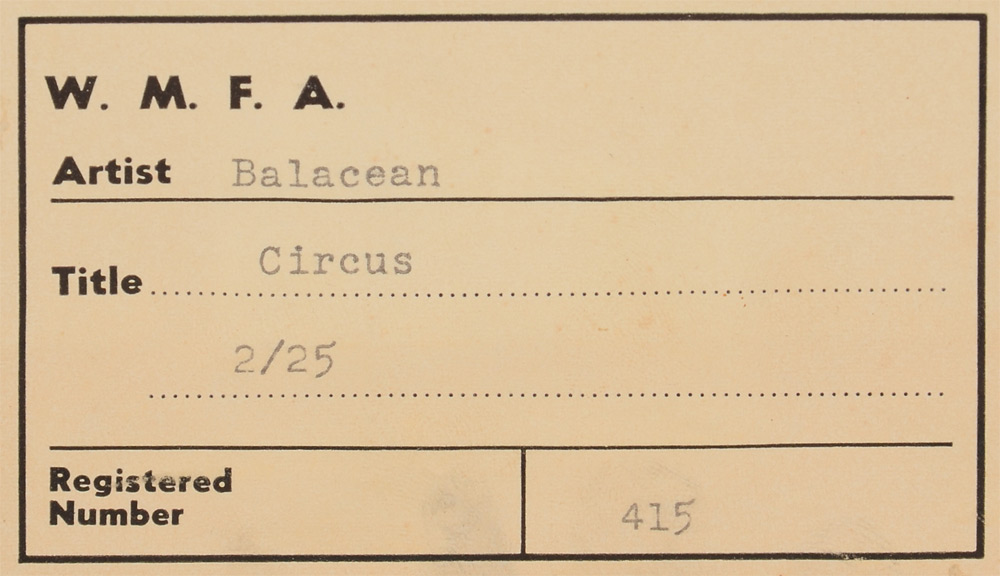 W. M. F. A.
Artist Balacean
Title Circus
2/25
Registered
Number 415